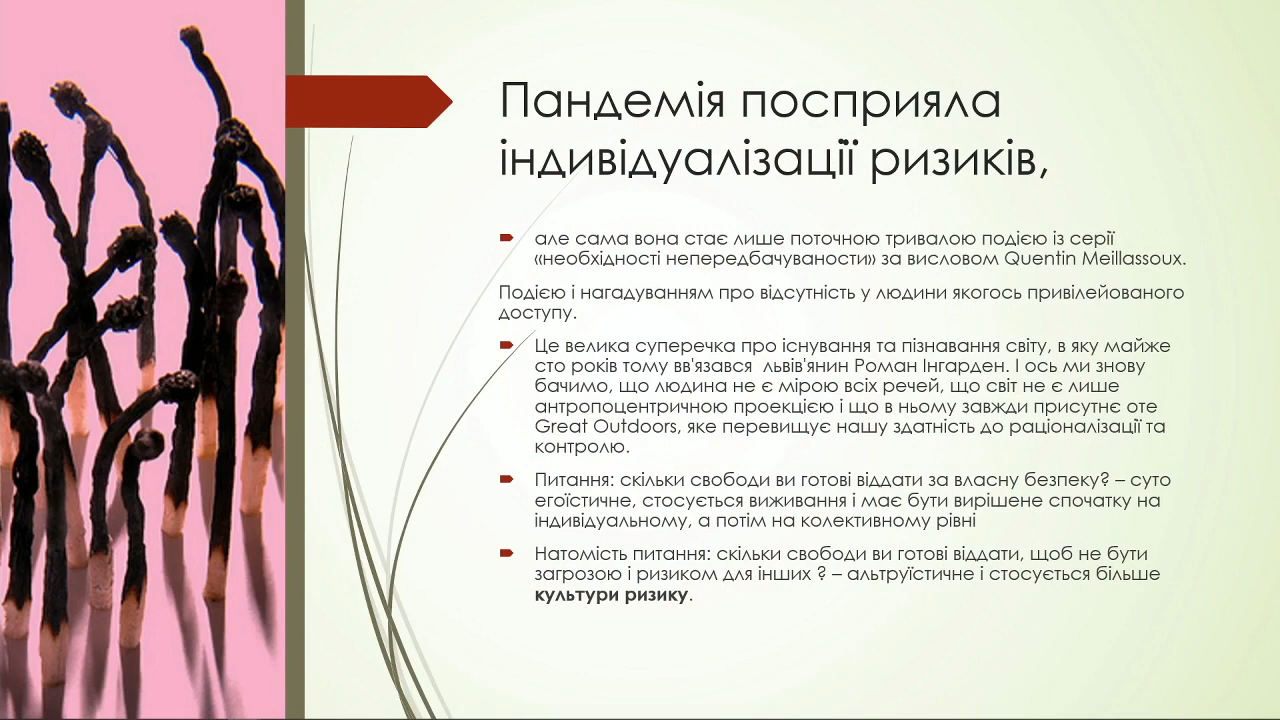 Пандемія посприяла
індивідуалізації ризиків,
але сама вона стає лише поточною тривалою подією із серії
«необхідності непередбачуваности» за висловом Quentin Meillassoux.
Подією і нагадуванням про відсутність у людини якогось привілейованого
доступу.
Це велика суперечка про існування та пізнавання світу, в яку майже
сто років тому вв'язався львів'янин Роман Інгарден. І ось ми знову
бачимо, що людина не є мірою всіх речей, що світ не є лише
антропоцентричною проекцією і що в ньому завжди присутнє оте
Great Outdoors, яке перевищує нашу здатність до раціоналізації та
контролю.
Питання: скільки свободи ви готові віддати за власну безпеку? – суто
егоїстичне, стосується виживання і має бути вирішене спочатку на
індивідуальному, а потім на колективному рівні
Натомість питання: скільки свободи ви готові віддати, щоб не бути
загрозою і ризиком для інших ? – альтруїстичне і стосується більше
культури ризику.